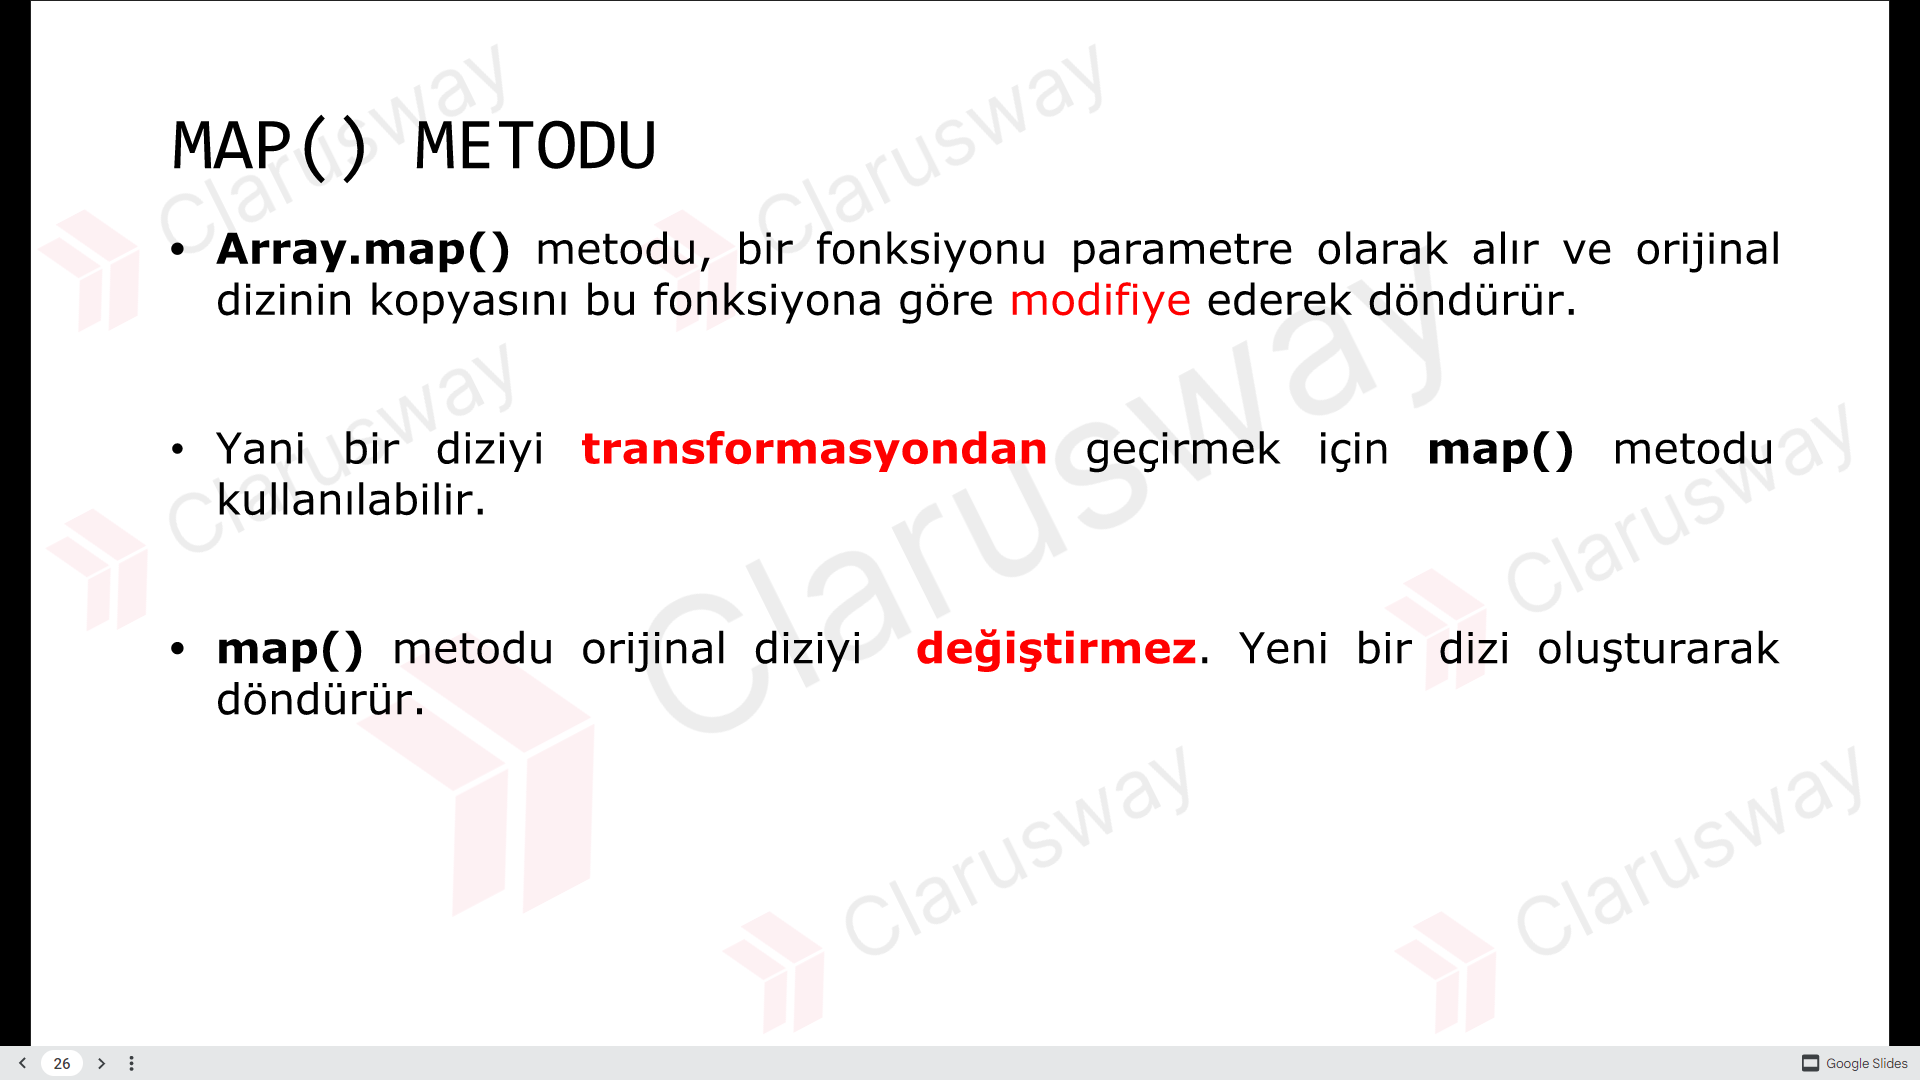 MAP() METODU
• Array.map() metodu, bir fonksiyonu parametre olarak alır ve orijinal
dizinin kopyasını bu fonksiyona göre modifiye ederek döndürür.
• Yani bir diziyi transformasyondan geçirmek için map() metodu
kullanılabilir.
• map() metodu orijinal diziyi değiştirmez. Yeni bir dizi oluşturarak
döndürür.
Clarusway
Clarusway
Clarusway
Clarusway
Clarusway
Clarusway
Clarusway
26
Google Slides